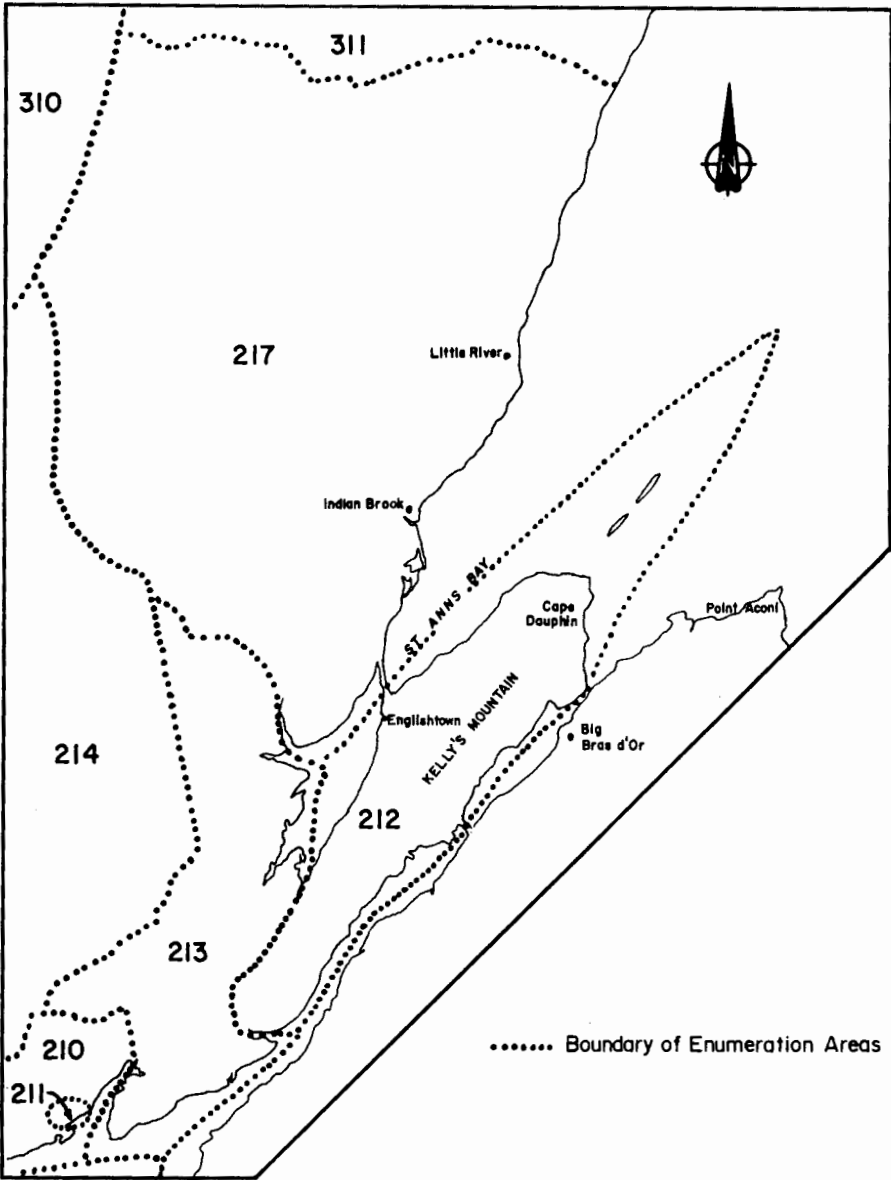 311
310
217
Little River
Indian Brook
ST. ANNS BAY
Cape
Dauphin
Point Aconi
Englishtown
KELLY'S MOUNTAIN
Big
Bras d'Or
214
212
213
210
211
Boundary of Enumeration Areas